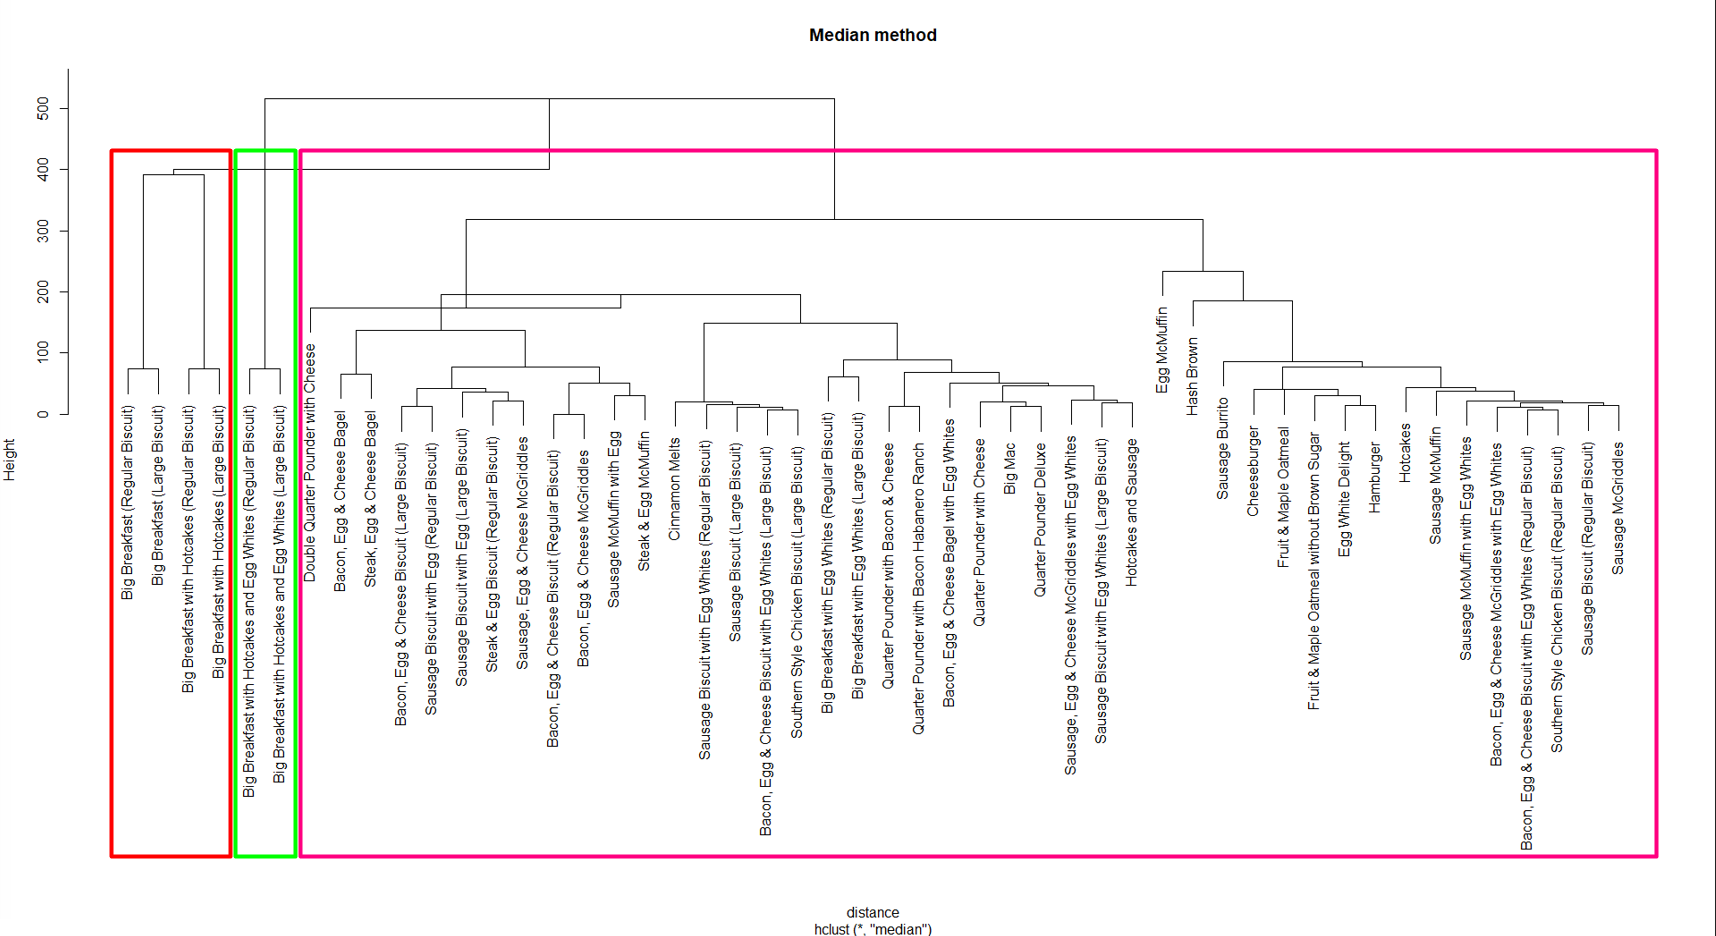 Median method
Height
0
100
200
300
400
500
Big Breakfast (Regular Biscuit)
Big Breakfast (Large Biscuit)
Big Breakfast with Hotcakes (Regular Biscuit)
Big Breakfast with Hotcakes (Large Biscuit)
Big Breakfast with Hotcakes and Egg Whites (Regular Biscuit)
Big Breakfast with Hotcakes and Egg Whites (Large Biscuit)
Double Quarter Pounder with Cheese
Bacon, Egg & Cheese Bagel
Steak, Egg & Cheese Bagel
Bacon, Egg & Cheese Biscuit (Large Biscuit)
Sausage Biscuit with Egg (Regular Biscuit)
Sausage Biscuit with Egg (Large Biscuit)
Steak & Egg Biscuit (Regular Biscuit)
Sausage, Egg & Cheese McGriddles
Bacon, Egg & Cheese Biscuit (Regular Biscuit)
Bacon, Egg & Cheese McGriddles
Sausage McMuffin with Egg
Steak & Egg McMuffin
Cinnamon Melts
Sausage Biscuit with Egg Whites (Regular Biscuit)
Sausage Biscuit (Large Biscuit)
Bacon, Egg & Cheese Biscuit with Egg Whites (Large Biscuit)
Southern Style Chicken Biscuit (Large Biscuit)
Big Breakfast with Egg Whites (Regular Biscuit)
Big Breakfast with Egg Whites (Large Biscuit)
Quarter Pounder with Bacon & Cheese
Quarter Pounder with Bacon Habanero Ranch
Bacon, Egg & Cheese Bagel with Egg Whites
Quarter Pounder with Cheese
Big Mac
Quarter Pounder Deluxe
Sausage, Egg & Cheese McGriddles with Egg Whites
Sausage Biscuit with Egg Whites (Large Biscuit)
Hotcakes and Sausage
Egg McMuffin
Hash Brown
Sausage Burrito
Cheeseburger
Fruit & Maple Oatmeal
Fruit & Maple Oatmeal without Brown Sugar
Egg White Delight
Hamburger
Hotcakes
Sausage McMuffin
Sausage McMuffin with Egg Whites
Bacon, Egg & Cheese McGriddles with Egg Whites
Bacon, Egg & Cheese Biscuit with Egg Whites (Regular Biscuit)
Southern Style Chicken Biscuit (Regular Biscuit)
Sausage Biscuit (Regular Biscuit)
Sausage McGriddles
distance
hclust (*, "median")